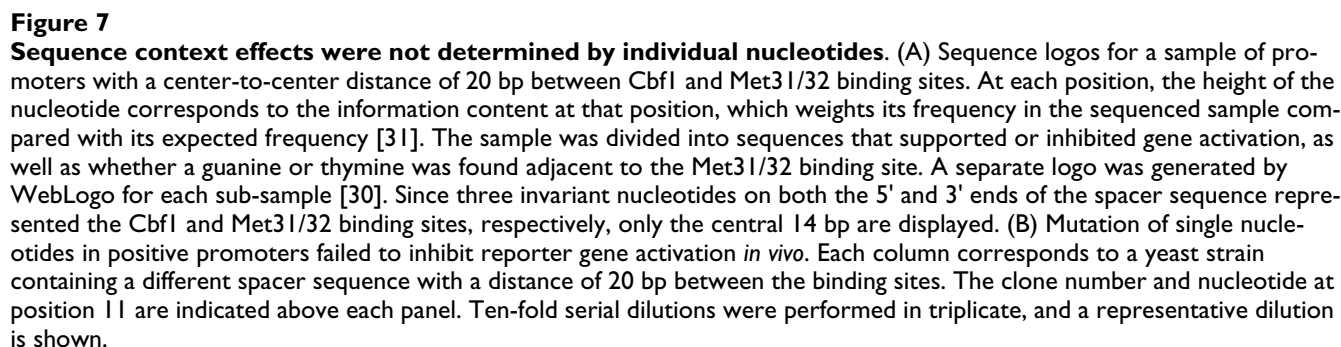 Figure 7
Sequence context effects were not determined by individual nucleotides. (A) Sequence logos for a sample of pro-
moters with a center-to-center distance of 20 bp between Cbf1 and Met31/32 binding sites. At each position, the height of the
nucleotide corresponds to the information content at that position, which weights its frequency in the sequenced sample com-
pared with its expected frequency [31]. The sample was divided into sequences that supported or inhibited gene activation, as
well as whether a guanine or thymine was found adjacent to the Met31/32 binding site. A separate logo was generated by
WebLogo for each sub-sample [30]. Since three invariant nucleotides on both the 5' and 3' ends of the spacer sequence repre-
sented the Cbf1 and Met31/32 binding sites, respectively, only the central 14 bp are displayed. (B) Mutation of single nucle-
otides in positive promoters failed to inhibit reporter gene activation in vivo. Each column corresponds to a yeast strain
containing a different spacer sequence with a distance of 20 bp between the binding sites. The clone number and nucleotide at
position 11 are indicated above each panel. Ten-fold serial dilutions were performed in triplicate, and a representative dilution
is shown.